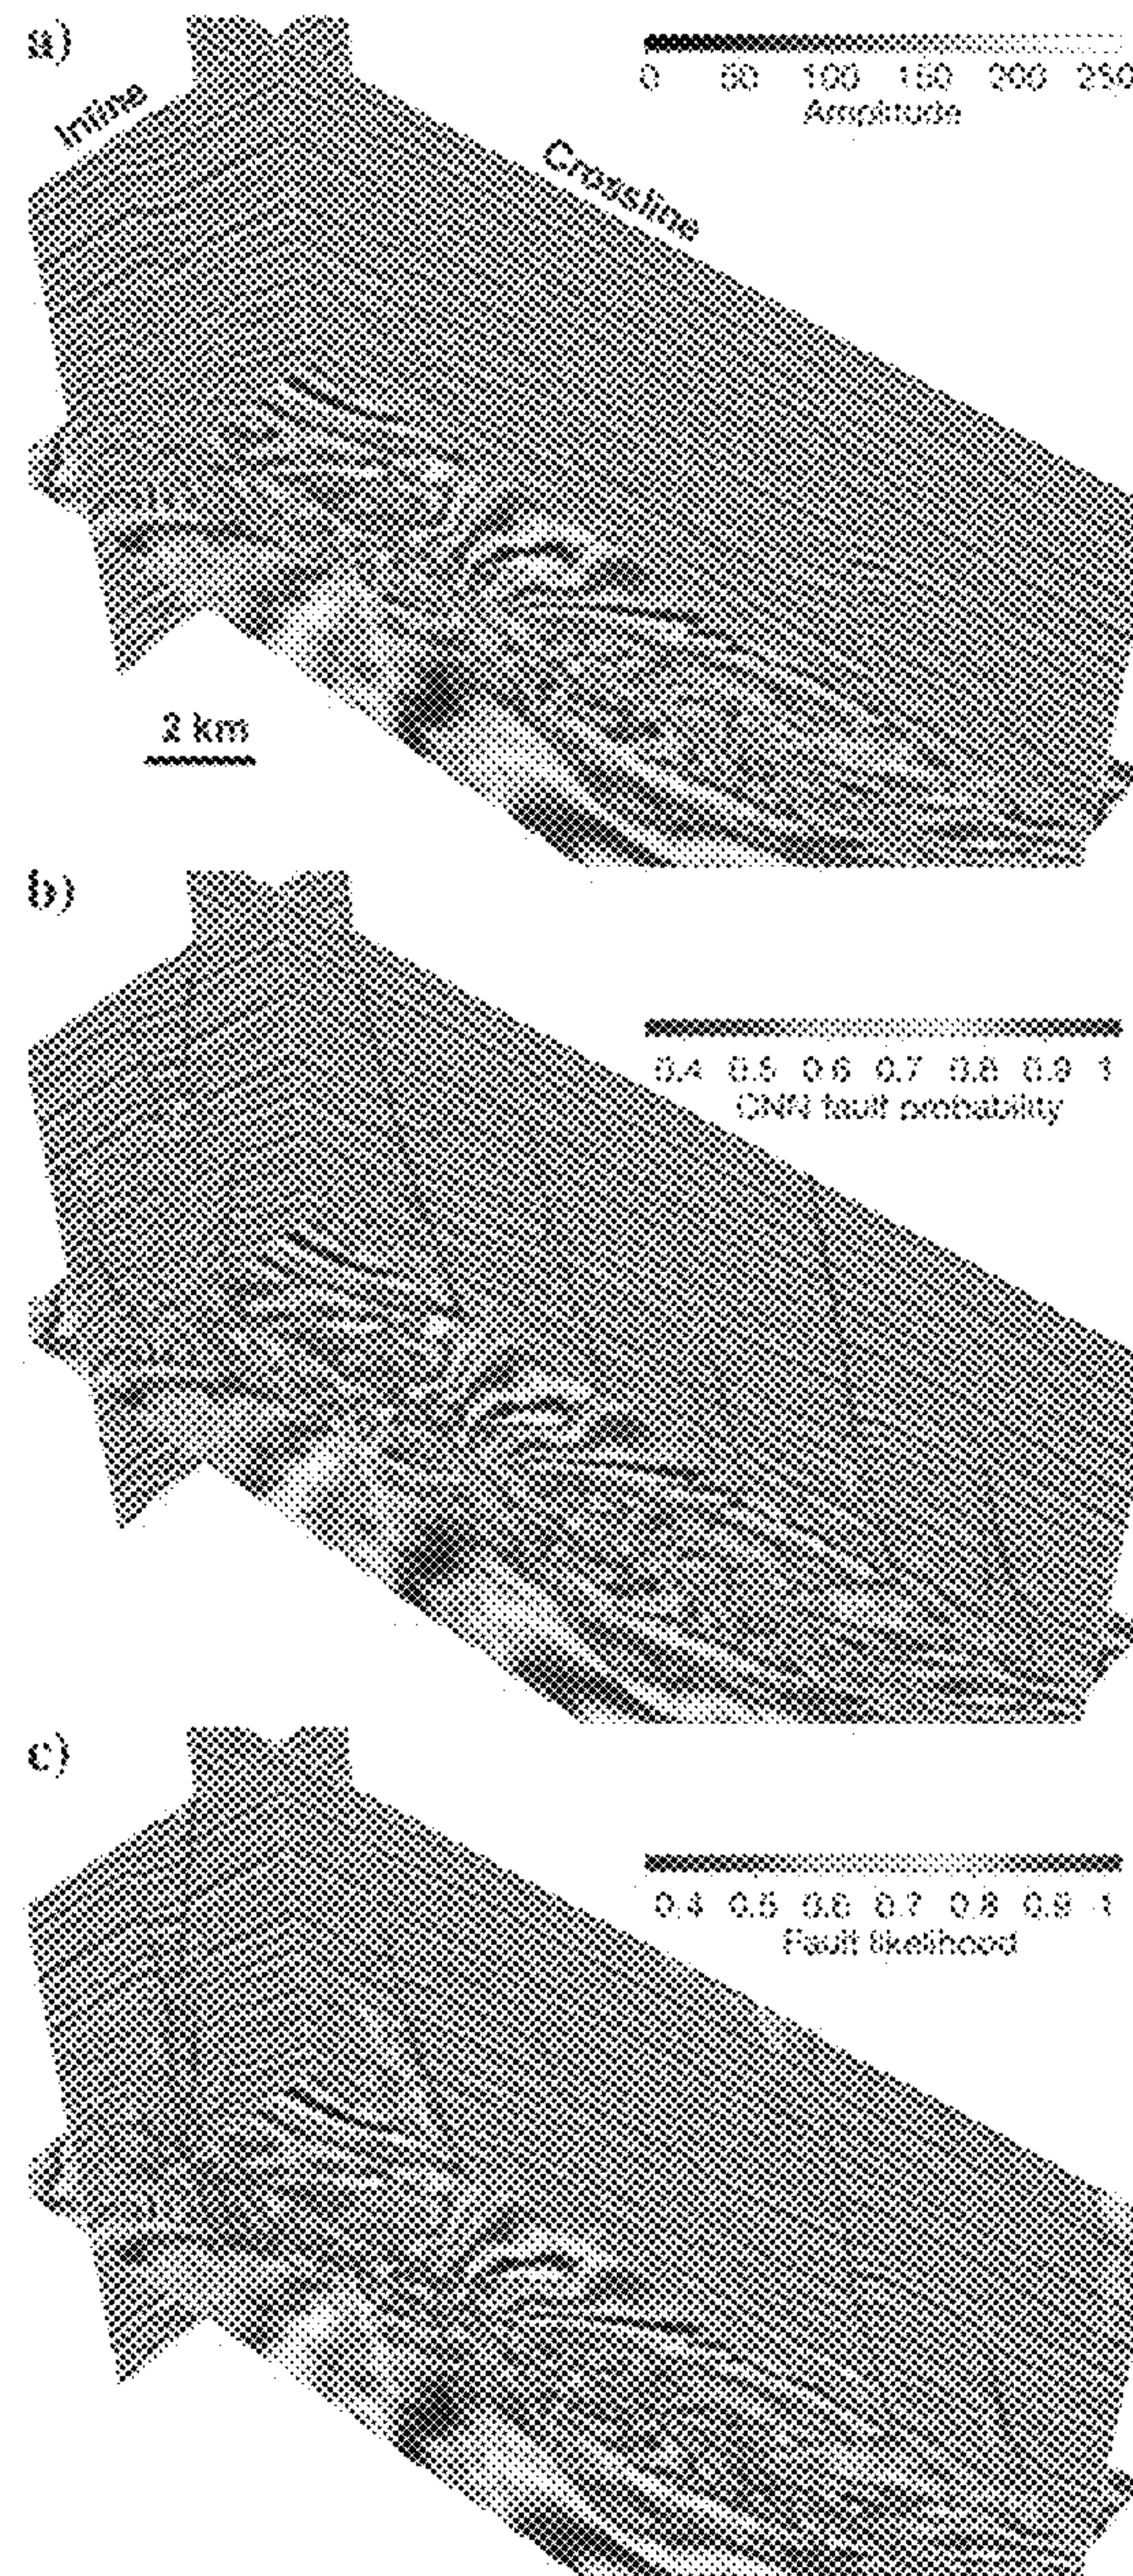 a)
0 50 100 150 200 250
Amplitude
Inline
Crossline
2 km
b)
0.4 0.5 0.6 0.7 0.8 0.9 1
CNN fault probability
c)
0.4 0.5 0.6 0.7 0.8 0.9 1
Fault likelihood